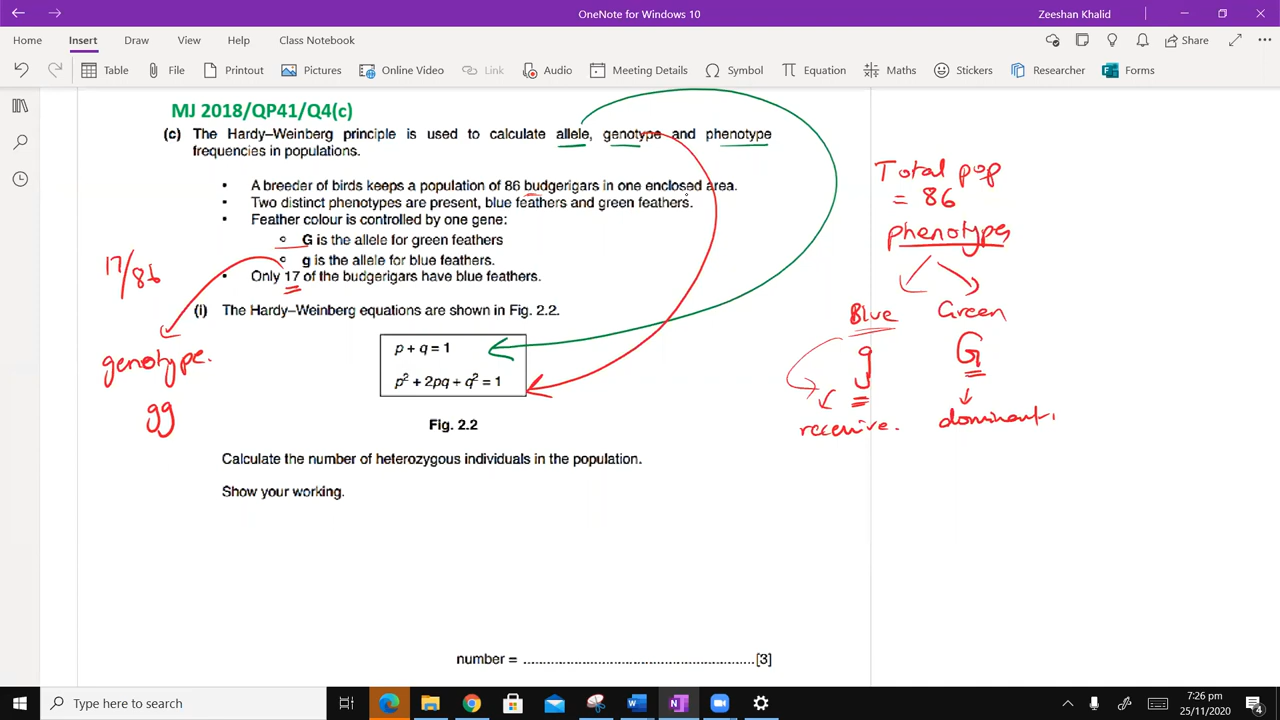 OneNote for Windows 10
Zeeshan Khalid
Home Insert Draw View Help Class Notebook Share
Table File Printout Pictures Online Video Link Audio Meeting Details Symbol Equation Maths Stickers Researcher Forms
MJ 2018/QP41/Q4(c)
(c) The Hardy–Weinberg principle is used to calculate allele, genotype and phenotype
frequencies in populations.
• A breeder of birds keeps a population of 86 budgerigars in one enclosed area.
• Two distinct phenotypes are present, blue feathers and green feathers.
• Feather colour is controlled by one gene:
○ G is the allele for green feathers
○ g is the allele for blue feathers.
• Only 17 of the budgerigars have blue feathers.
(i) The Hardy–Weinberg equations are shown in Fig. 2.2.
p + q = 1
p² + 2pq + q² = 1
Fig. 2.2
Calculate the number of heterozygous individuals in the population.
Show your working.
number = ........................................................[3]
17/86
genotype.
gg
Total pop
= 86
phenotypes
Blue Green
g G
recessive. dominant.
Type here to search
7:26 pm
25/11/2020
4